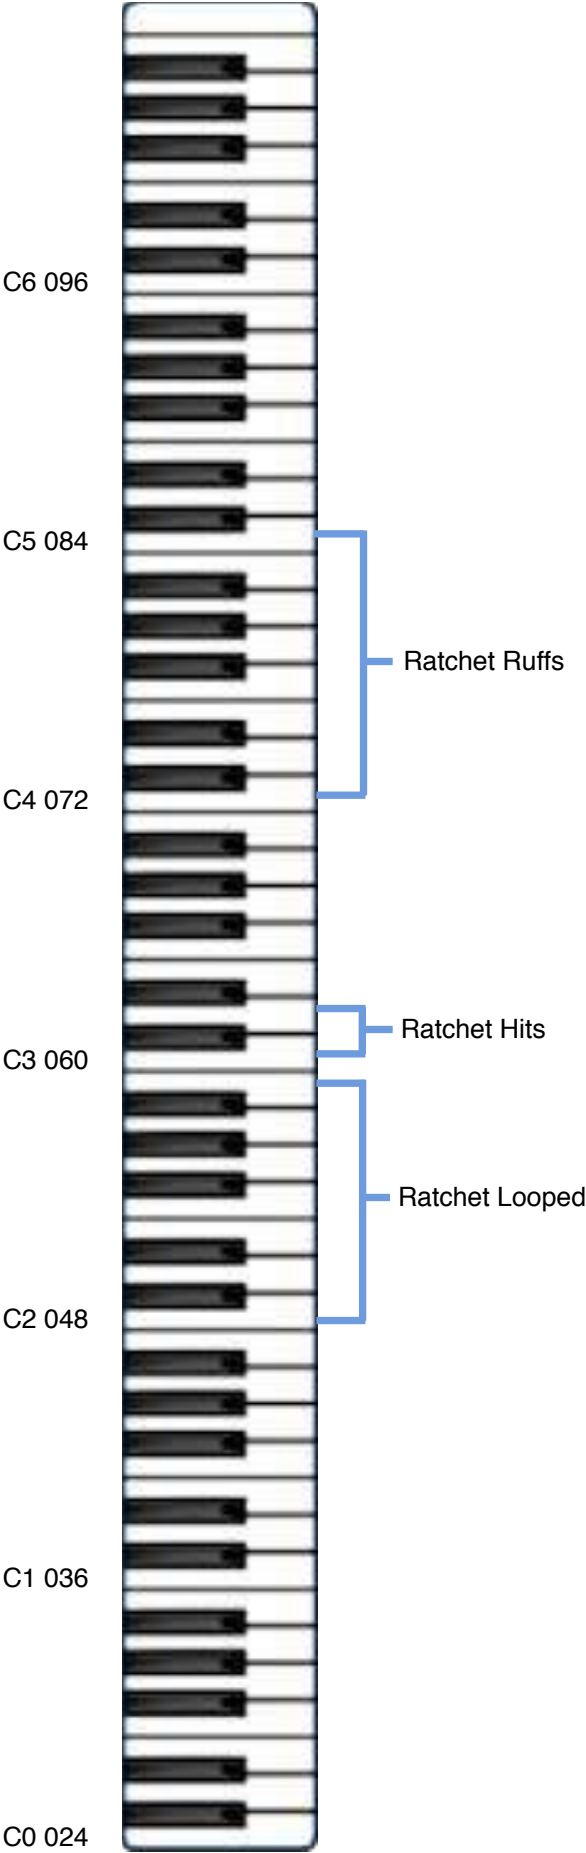 C6 096
C5 084
Ratchet Ruffs
C4 072
Ratchet Hits
C3 060
Ratchet Looped
C2 048
C1 036
C0 024